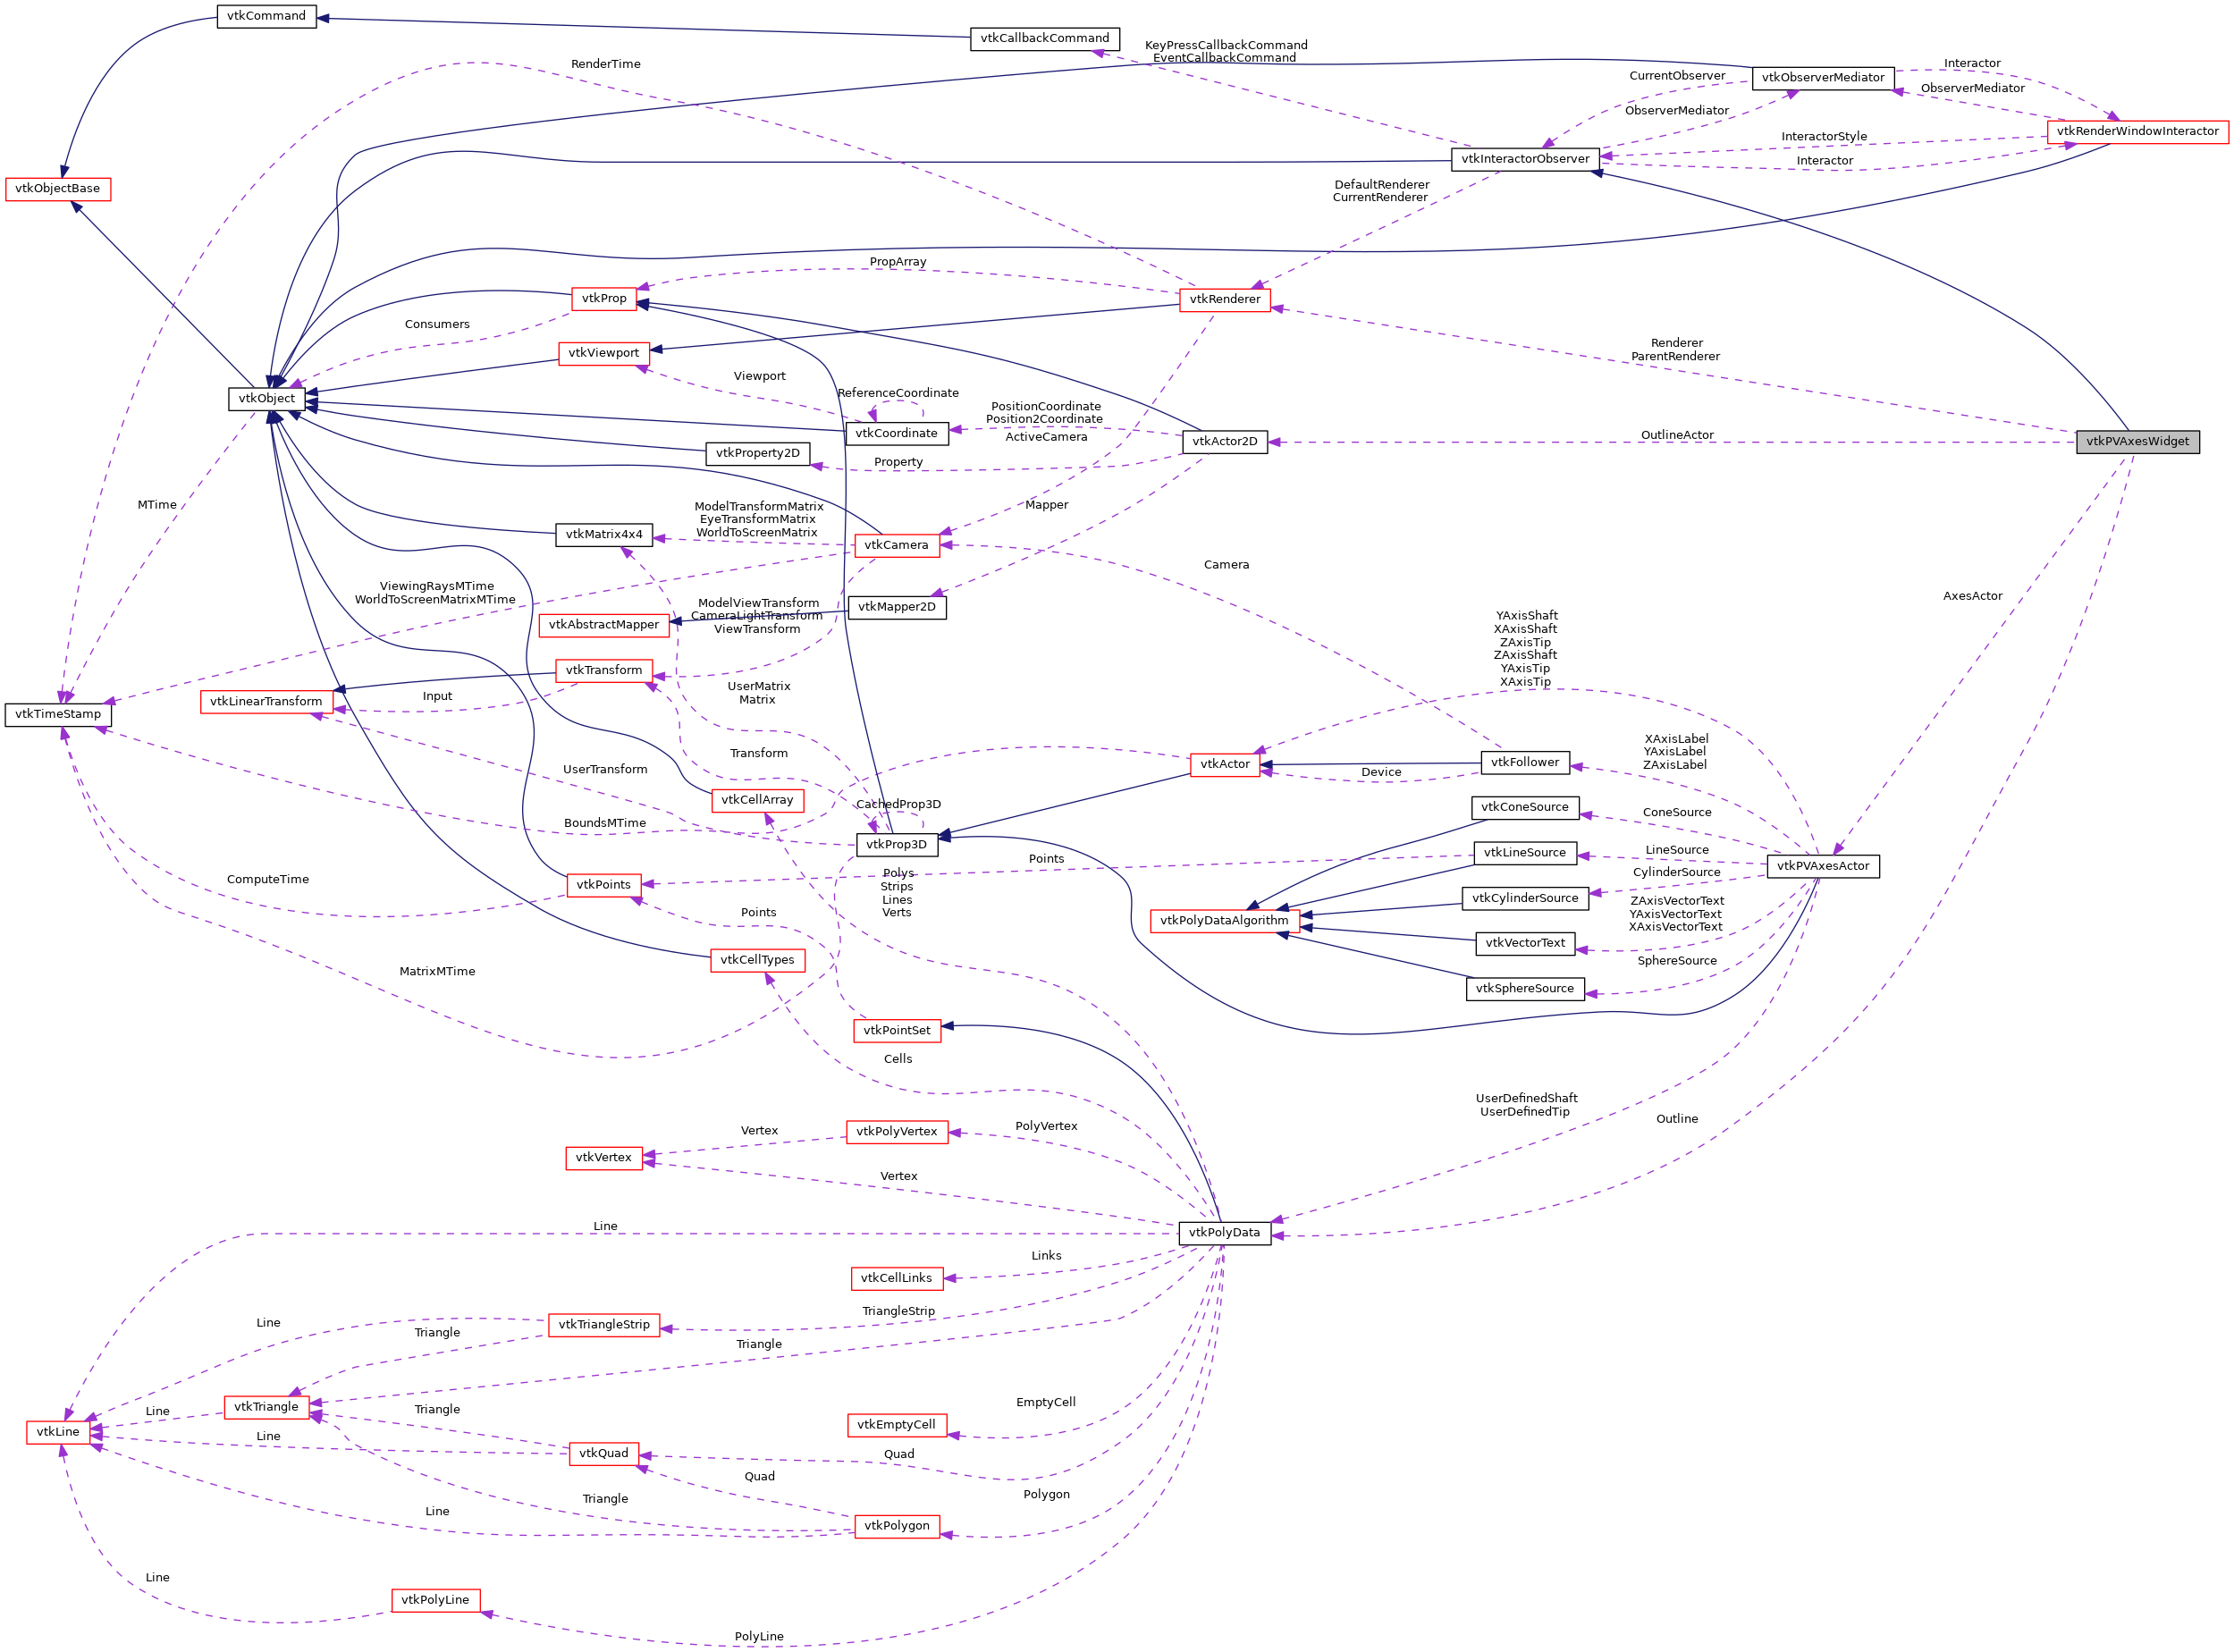 vtkCommand
vtkCallbackCommand
KeyPressCallbackCommand
EventCallbackCommand
RenderTime
Interactor
CurrentObserver
vtkObserverMediator
ObserverMediator
ObserverMediator
vtkRenderWindowInteractor
InteractorStyle
vtkInteractorObserver
Interactor
vtkObjectBase
DefaultRenderer
CurrentRenderer
PropArray
vtkProp
vtkRenderer
Consumers
Renderer
ParentRenderer
vtkViewport
Viewport
ReferenceCoordinate
vtkObject
PositionCoordinate
Position2Coordinate
vtkCoordinate
ActiveCamera
vtkActor2D
OutlineActor
vtkPVAxesWidget
vtkProperty2D
Property
MTime
ModelTransformMatrix
EyeTransformMatrix
WorldToScreenMatrix
Mapper
vtkMatrix4x4
vtkCamera
Camera
ViewingRaysMTime
WorldToScreenMatrixMTime
ModelViewTransform
CameraLightTransform
ViewTransform
vtkMapper2D
vtkAbstractMapper
AxesActor
YAxisShaft
XAxisShaft
ZAxisTip
ZAxisShaft
YAxisTip
XAxisTip
vtkTransform
Input
vtkLinearTransform
vtkTimeStamp
UserMatrix
Matrix
Transform
UserTransform
vtkActor
Device
vtkFollower
XAxisLabel
YAxisLabel
ZAxisLabel
vtkCellArray
CachedProp3D
BoundsMTime
vtkProp3D
vtkConeSource
ConeSource
vtkLineSource
LineSource
vtkPVAxesActor
Points
vtkPoints
ComputeTime
Polys
Strips
Lines
Verts
CylinderSource
vtkCylinderSource
ZAxisVectorText
YAxisVectorText
XAxisVectorText
vtkPolyDataAlgorithm
Points
vtkVectorText
SphereSource
vtkSphereSource
vtkCellTypes
MatrixMTime
vtkPointSet
Cells
UserDefinedShaft
UserDefinedTip
Outline
PolyVertex
vtkPolyVertex
Vertex
vtkVertex
Vertex
Line
vtkPolyData
Links
vtkCellLinks
TriangleStrip
vtkTriangleStrip
Line
Triangle
Triangle
vtkTriangle
Line
Triangle
EmptyCell
vtkEmptyCell
vtkLine
Line
vtkQuad
Quad
Quad
Triangle
Polygon
Line
vtkPolygon
Line
vtkPolyLine
PolyLine